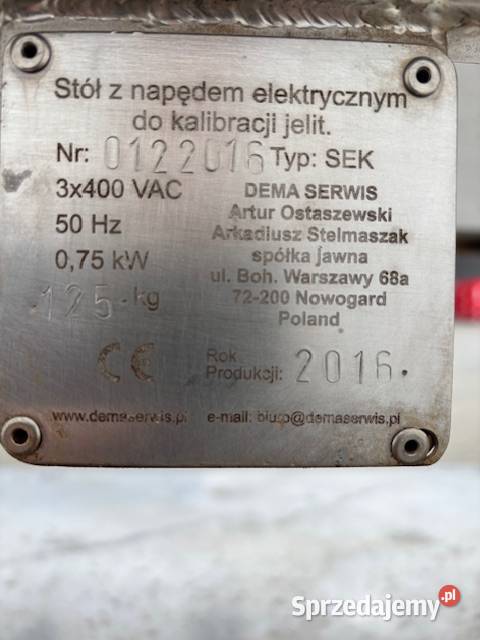 Stół z napędem elektrycznym
do kalibracji jelit.
Nr: 0122016 Typ: SEK
3x400 VAC
50 Hz
0,75 kW
125 kg
DEMA SERWIS
Artur Ostaszewski
Arkadiusz Stelmaszak
spółka jawna
ul. Boh. Warszawy 68a
72-200 Nowogard
Poland
CE
Rok
Produkcji: 2016.
www.demaserwis.pl e-mail: biuro@demaserwis.pl
Sprzedajemy.pl